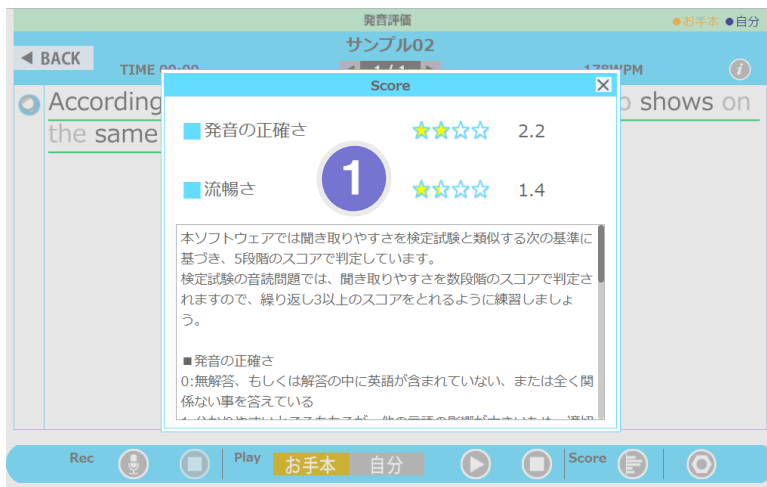 発音評価
●お手本 ●自分
サンプル02
◀ BACK
TIME 00:00
1 / 1
178WPM
Score
According
o shows on
the same
■発音の正確さ
2.2
1
■流暢さ
1.4
本ソフトウェアでは聞き取りやすさを検定試験と類似する次の基準に
基づき、5段階のスコアで判定しています。
検定試験の音読問題では、聞き取りやすさを数段階のスコアで判定さ
れますので、繰り返し3以上のスコアをとれるように練習しましょ
う。
■発音の正確さ
0:無解答、もしくは解答の中に英語が含まれていない、または全く関
係ない事を答えている
Rec
Play
お手本
自分
Score